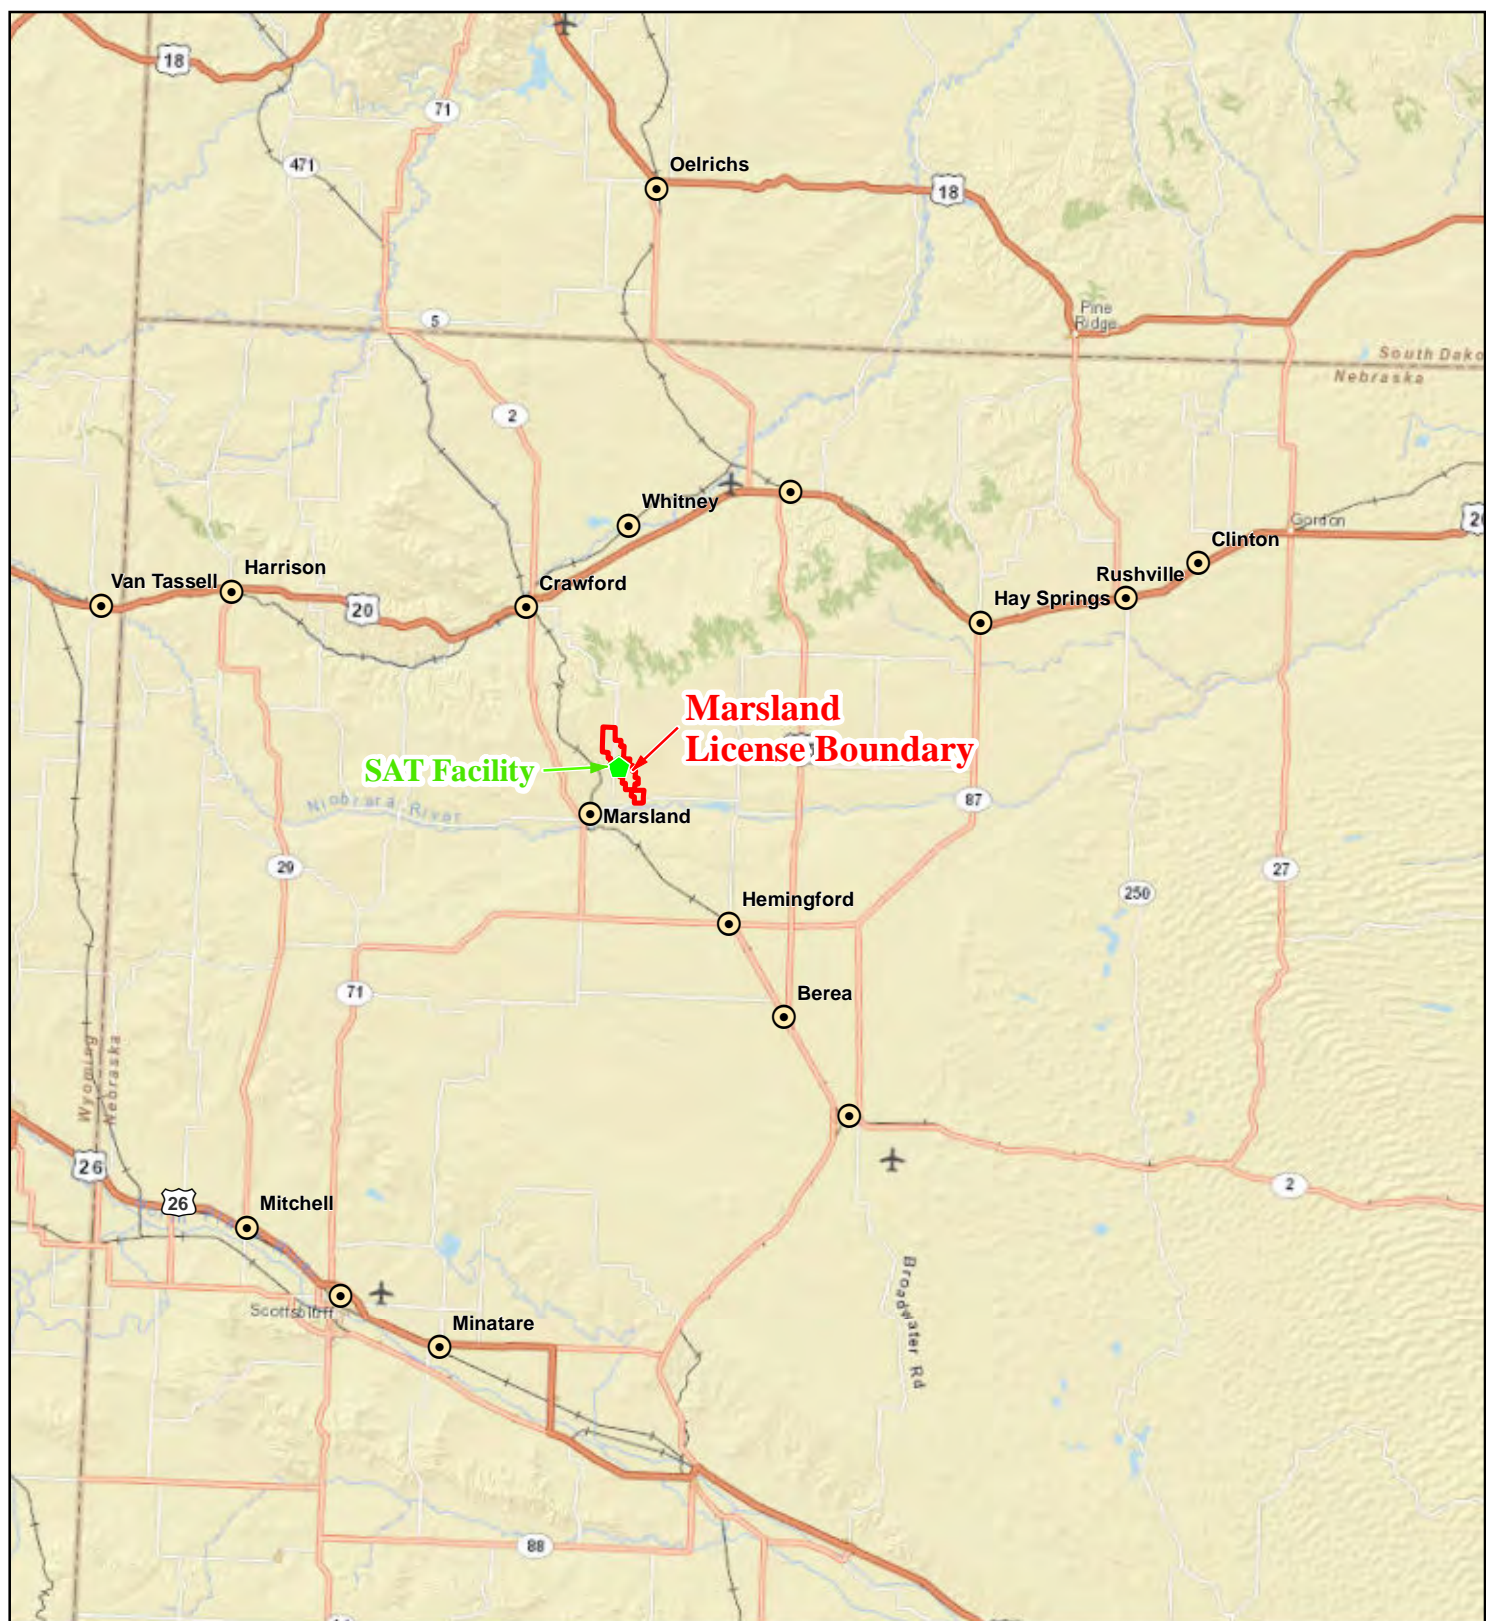 18
71
471
Oelrichs
18
Pine
Ridge
5
South Dako
Nebraska
2
Whitney
Gordon
20
Clinton
Harrison
Van Tassell
Crawford
Rushville
Hay Springs
20
Marsland
License Boundary
SAT Facility
Niobrara River
Marsland
87
29
27
250
Hemingford
71
Berea
Wyoming
Nebraska
26
26
2
Mitchell
Broadwater Rd
Scottsbluff
Minatare
88